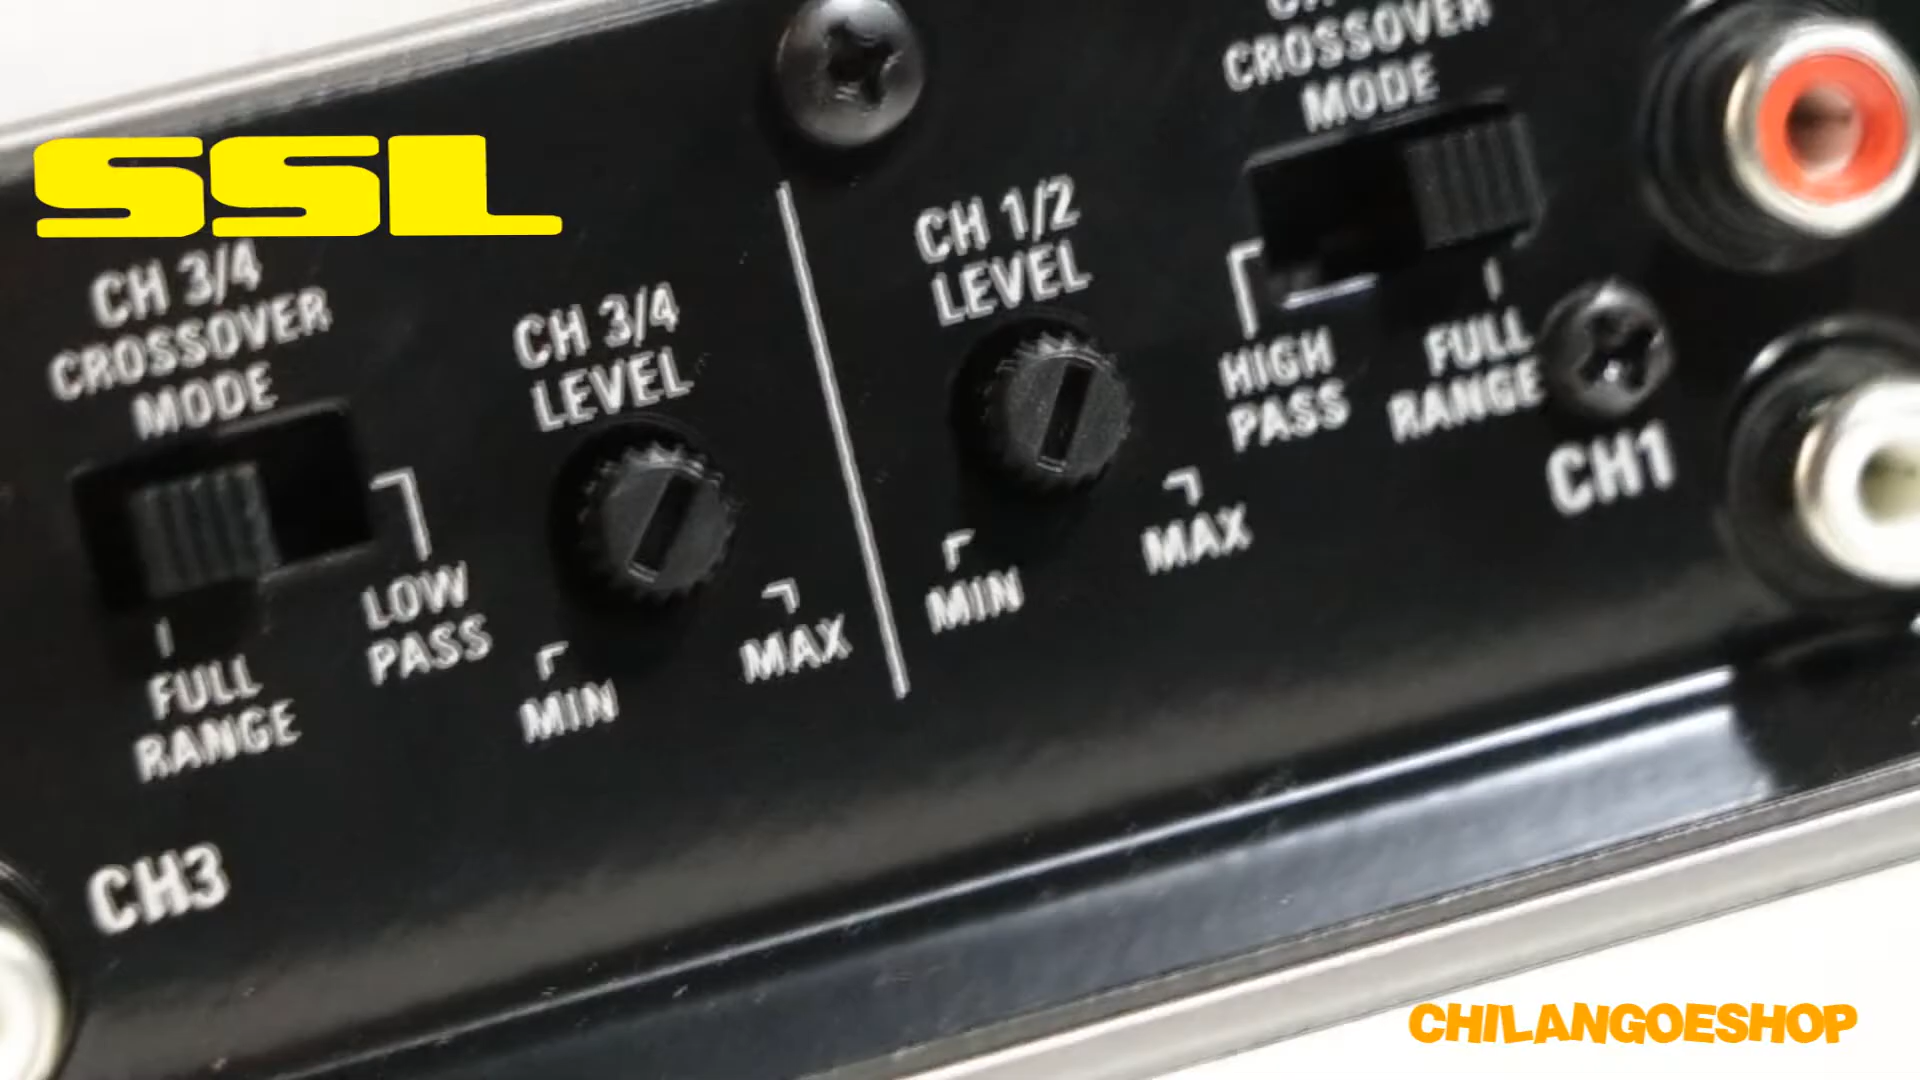 SSL
CH 3/4
CROSSOVER
MODE
FULL
RANGE
LOW
PASS
CH 3/4
LEVEL
MIN
MAX
CH 1/2
LEVEL
MIN
MAX
CROSSOVER
MODE
HIGH
PASS
FULL
RANGE
CH1
CH3
CHILANGOESHOP